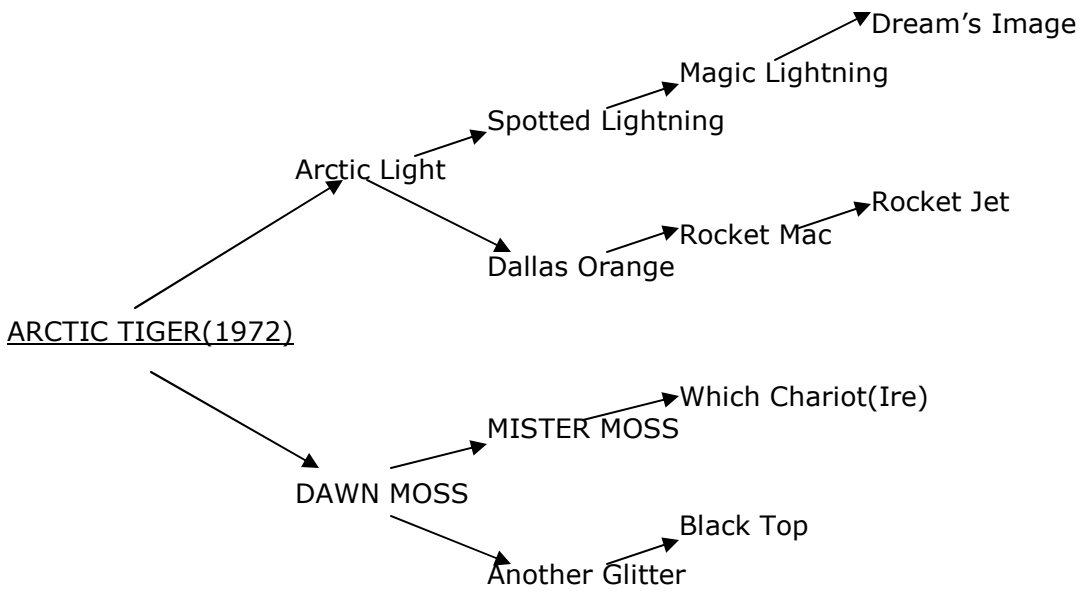 Dream’s Image
Magic Lightning
Spotted Lightning
Arctic Light
Rocket Jet
Rocket Mac
Dallas Orange
ARCTIC TIGER(1972)
Which Chariot(Ire)
MISTER MOSS
DAWN MOSS
Black Top
Another Glitter